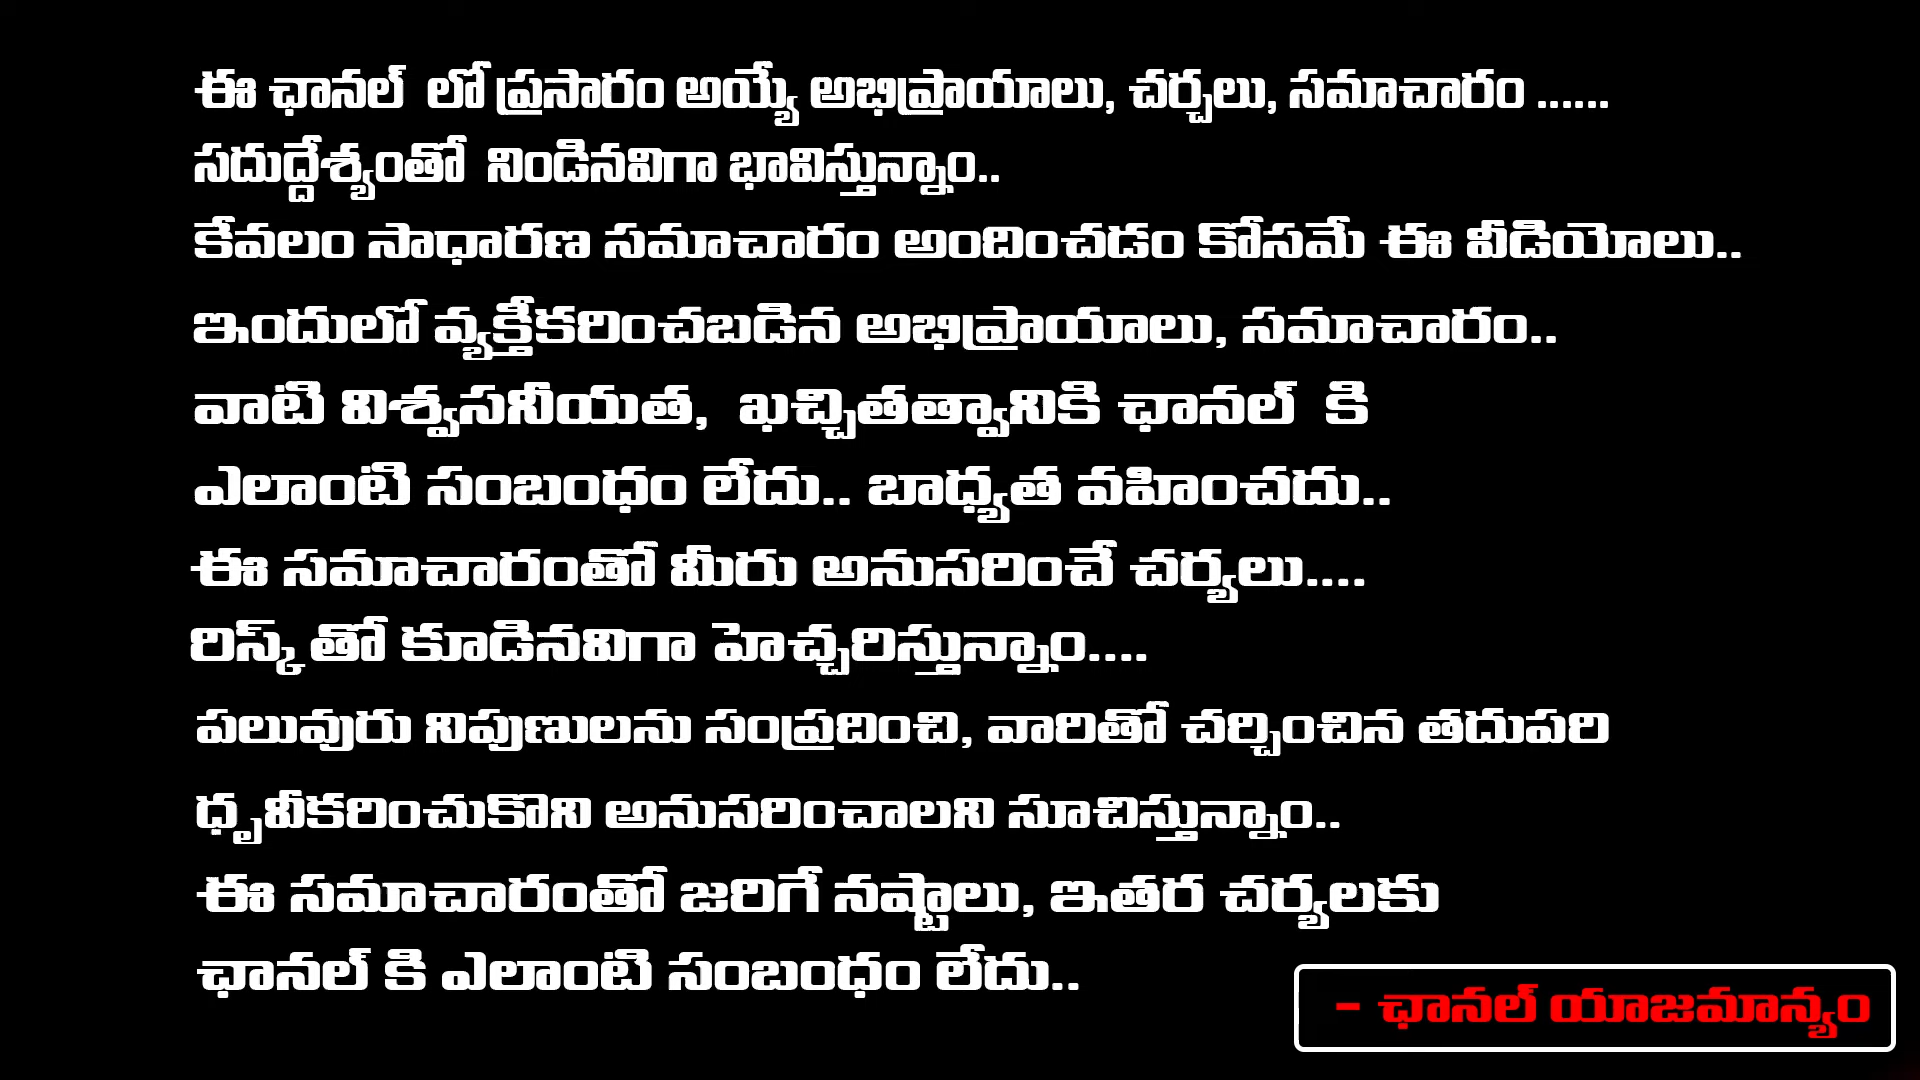 ఈ ఛానల్ లో ప్రసారం అయ్యే అభిప్రాయాలు, చర్చలు, సమాచారం ......
సదుద్దేశ్యంతో నిండినవిగా భావిస్తున్నాం..
కేవలం సాధారణ సమాచారం అందించడం కోసమే ఈ వీడియోలు..
ఇందులో వ్యక్తీకరించబడిన అభిప్రాయాలు, సమాచారం..
వాటి విశ్వసనీయత, ఖచ్చితత్వానికి ఛానల్ కి
ఎలాంటి సంబంధం లేదు.. బాధ్యత వహించదు..
ఈ సమాచారంతో మీరు అనుసరించే చర్యలు....
రిస్క్ తో కూడినవిగా హెచ్చరిస్తున్నాం....
పలువురు నిపుణులను సంప్రదించి, వారితో చర్చించిన తదుపరి
ధృవీకరించుకొని అనుసరించాలని సూచిస్తున్నాం..
ఈ సమాచారంతో జరిగే నష్టాలు, ఇతర చర్యలకు
ఛానల్ కి ఎలాంటి సంబంధం లేదు..
- ఛానల్ యాజమాన్యం